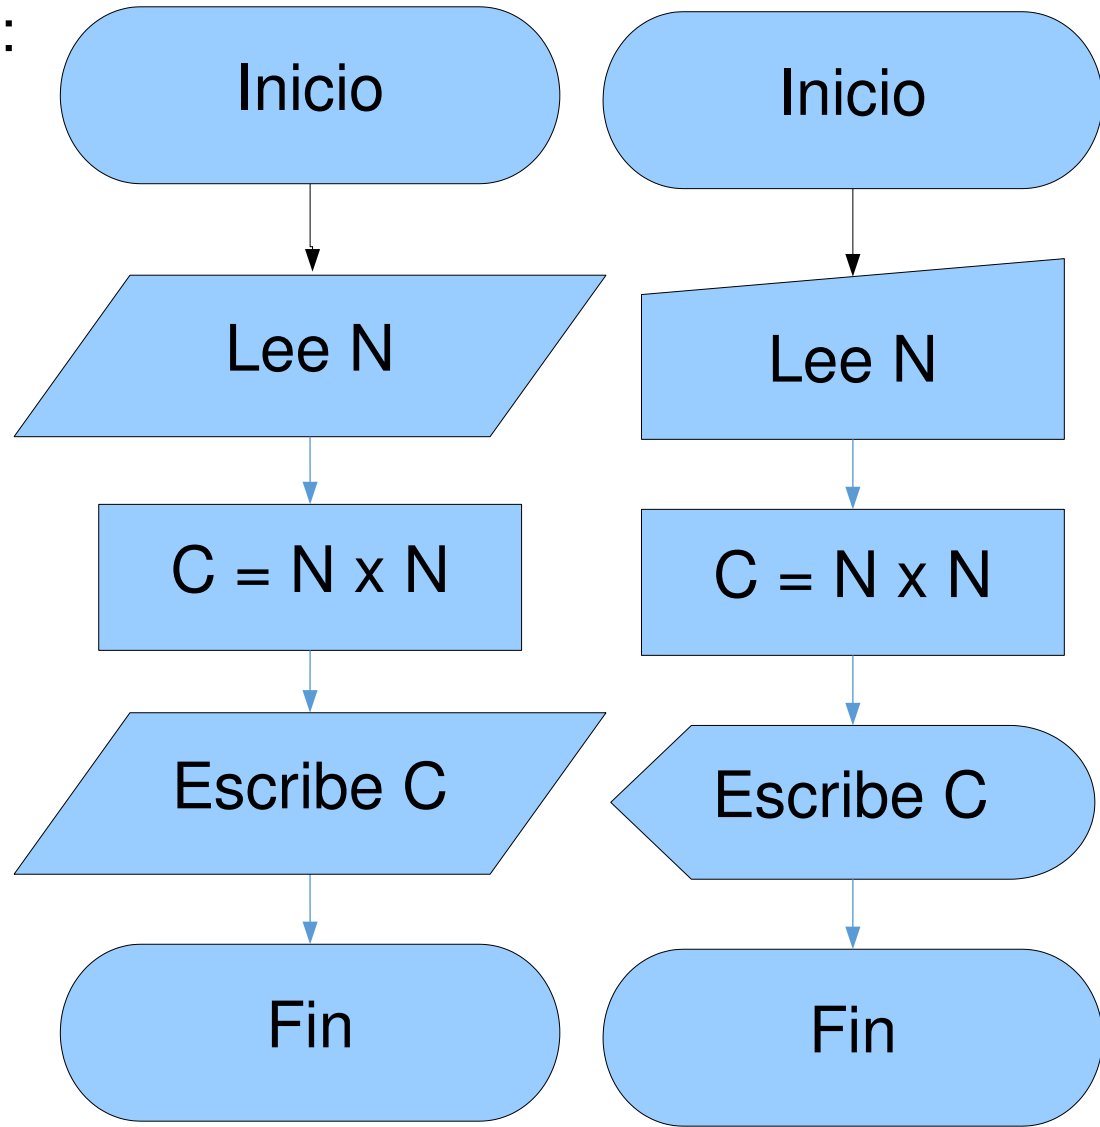 :
Inicio
Lee N
C = N x N
Escribe C
Fin
Inicio
Lee N
C = N x N
Escribe C
Fin